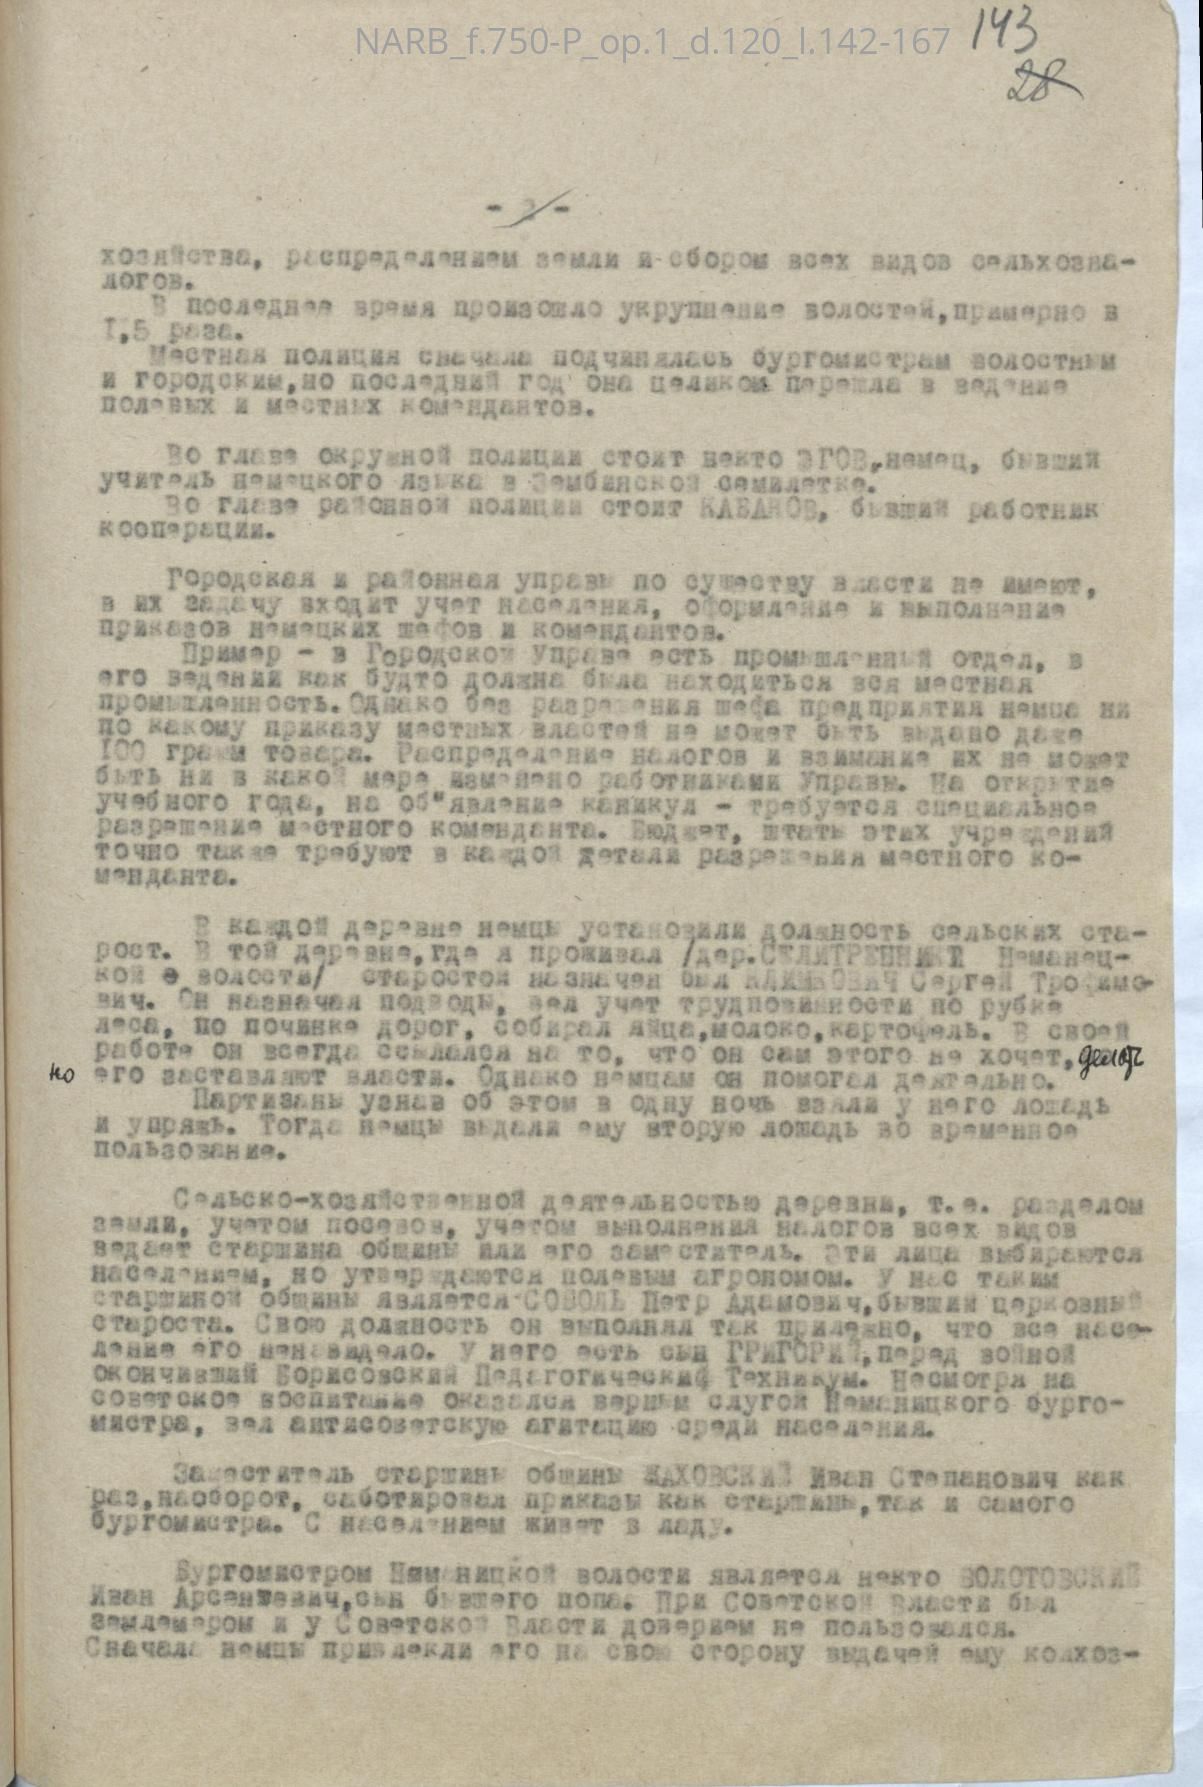 NARB_f.750-P_op.1_d.120_l.142-167
143
28
- 2 -
хозяйства, распределением земли и сбором всех видов сельхозна-
логов.
В последнее время произошло укрупнение волостей,примерно в
1,5 раза.
Местная полиция сначала подчинялась бургомистрам волостным
и городским,но последний год она целиком перешла в ведение
полевых и местных комендантов.
Во главе окружной полиции стоит некто ЭГОВ,немец, бывший
учитель немецкого языка в Зембинской семилетке.
Во главе районной полиции стоит КАБАНОВ, бывший работник
кооперации.
Городская и районная управы по существу власти не имеют,
в их задачу входит учет населения, оформление и выполнение
приказов немецких шефов и комендантов.
Пример - в Городской Управе есть промышленный отдел, в
его ведении как будто должна была находиться вся местная
промышленность.Однако без разрешения шефа предприятия немца ни
по какому приказу местных властей не может быть выдано даже
100 грамм товара. Распределение налогов и взимание их не может
быть ни в какой мере изменено работниками Управы. На открытие
учебного года, на об"явление каникул - требуется специальное
разрешение местного коменданта. Бюджет, штаты этих учреждений
точно также требуют в каждой детали разрешения местного ко-
менданта.
В каждой деревне немцы установили должность сельских ста-
рост. В той деревне,где я проживал /дер.СЕЛИТРЕННИКИ Неманец-
кой волости/ старостой назначен был КЛИМКОВИЧ Сергей Трофимо-
вич. Он назначал подводы, вел учет трудповинности по рубке
леса, по починке дорог, собирал яйца,молоко,картофель. В своей
работе он всегда ссылался на то, что он сам этого не хочет, делать
но его заставляют власти. Однако немцам он помогал деятельно.
Партизаны узнав об этом в одну ночь взяли у него лошадь
и упряжь. Тогда немцы выдали ему вторую лошадь во временное
пользование.
Сельско-хозяйственной деятельностью деревни, т.е. разделом
земли, учетом посевов, учетом выполнения налогов всех видов
ведает старшина общины или его заместитель. Эти лица выбираются
населением, но утверждаются полевым агрономом. У нас таким
старшиной общины является СОБОЛЬ Петр Адамович,бывший церковный
староста. Свою должность он выполнял так прилежно, что все насе-
ление его ненавидело. У него есть сын ГРИГОРИЙ,перед войной
окончивший Борисовский Педагогический Техникум. Несмотря на
советское воспитание оказался верным слугой Неманицкого бурго-
мистра, вел антисоветскую агитацию среди населения.
Заместитель старшины общины ЖАХОВСКИЙ Иван Степанович как
раз,наоборот, саботировал приказы как старшины,так и самого
бургомистра. С населением живет в ладу.
Бургомистром Неманицкой волости является некто ВОЛОТОВСКИЙ
Иван Арсентьевич,сын бывшего попа. При Советской Власти был
землемером и у Советской Власти доверием не пользовался.
Сначала немцы привлекли его на свою сторону выдачей ему колхоз-